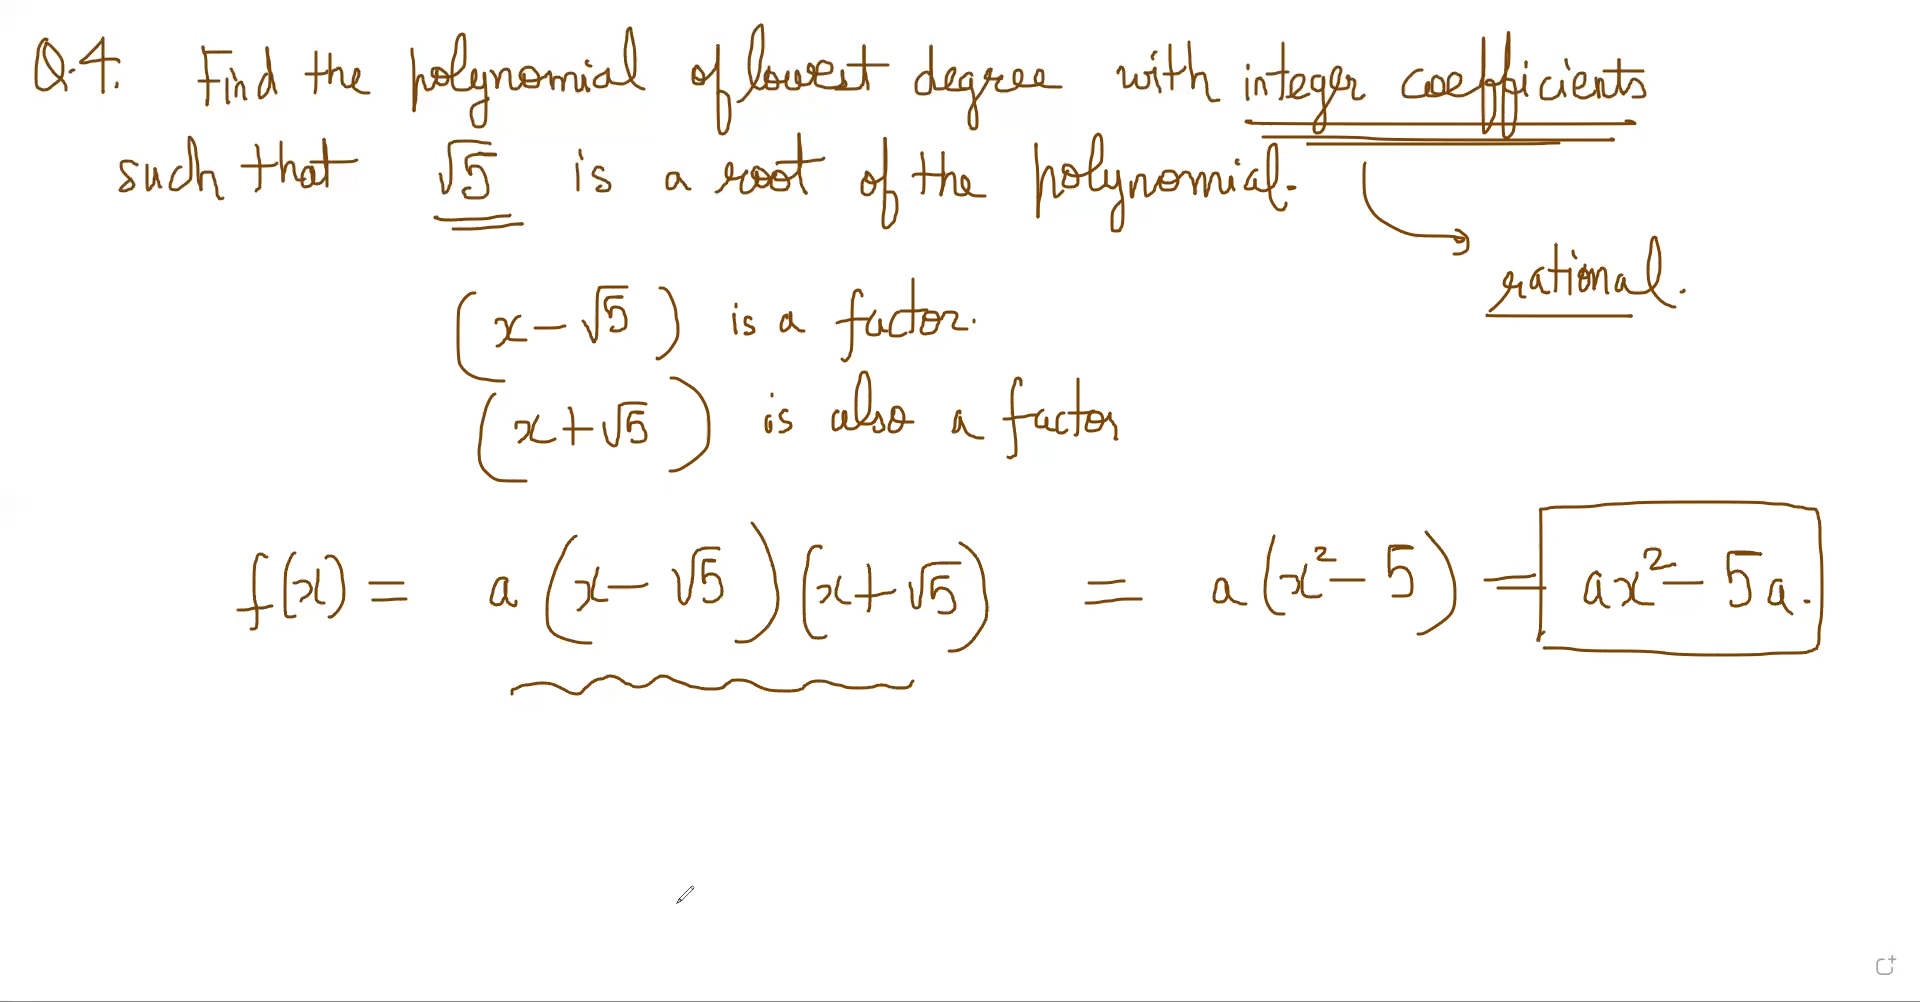 Q.4. Find the polynomial of lowest degree with integer coefficients
such that √5 is a root of the polynomial.
rational.
(x-√5) is a factor.
(x+√5) is also a factor
f(x) = a(x-√5)(x+√5) = a(x²-5) = ax²-5a.